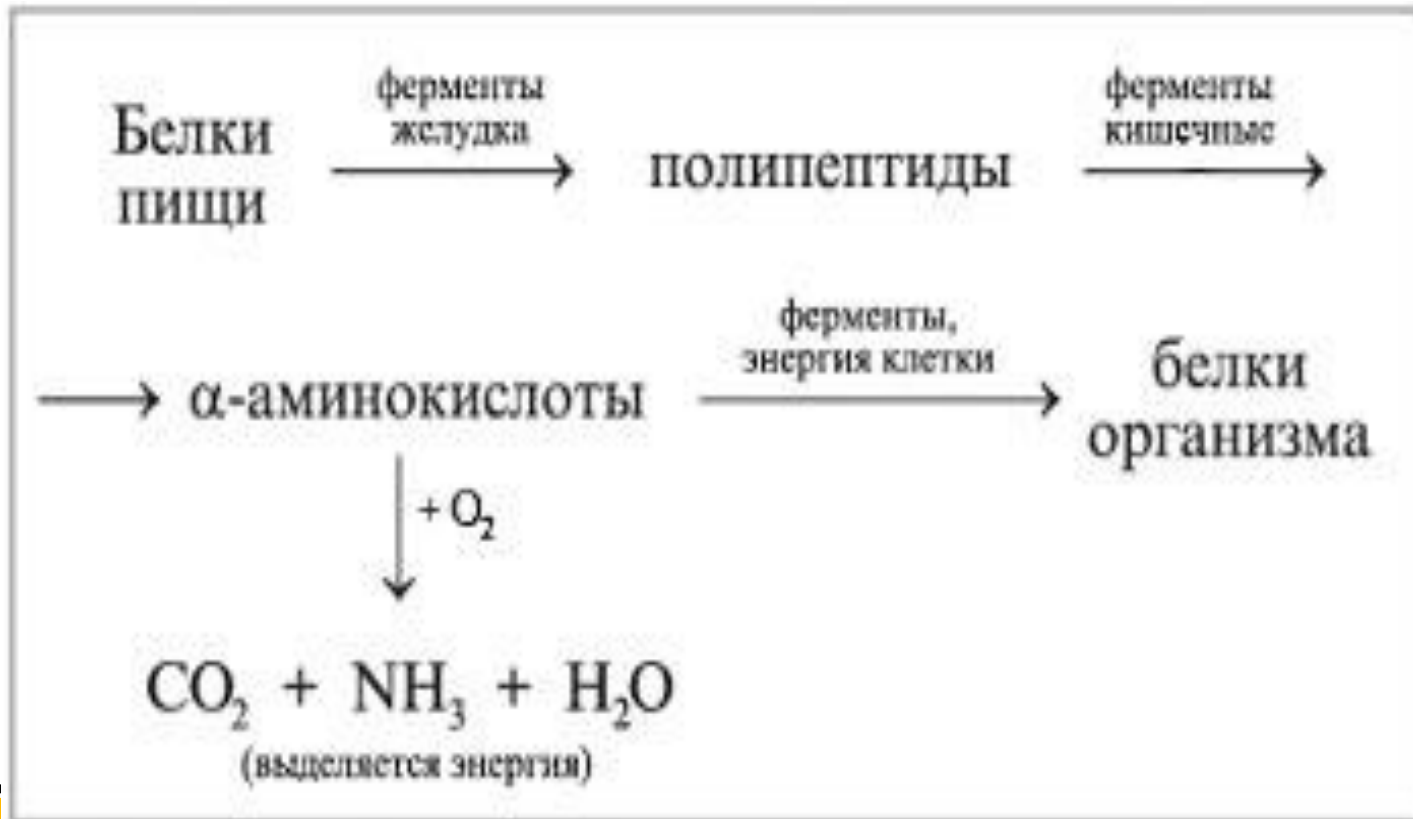 ферменты
желудка
ферменты
кишечные
Белки
пищи
полипептиды
ферменты,
энергия клетки
α-аминокислоты
белки
организма
+ O₂
CO₂ + NH₃ + H₂O
(выделяется энергия)